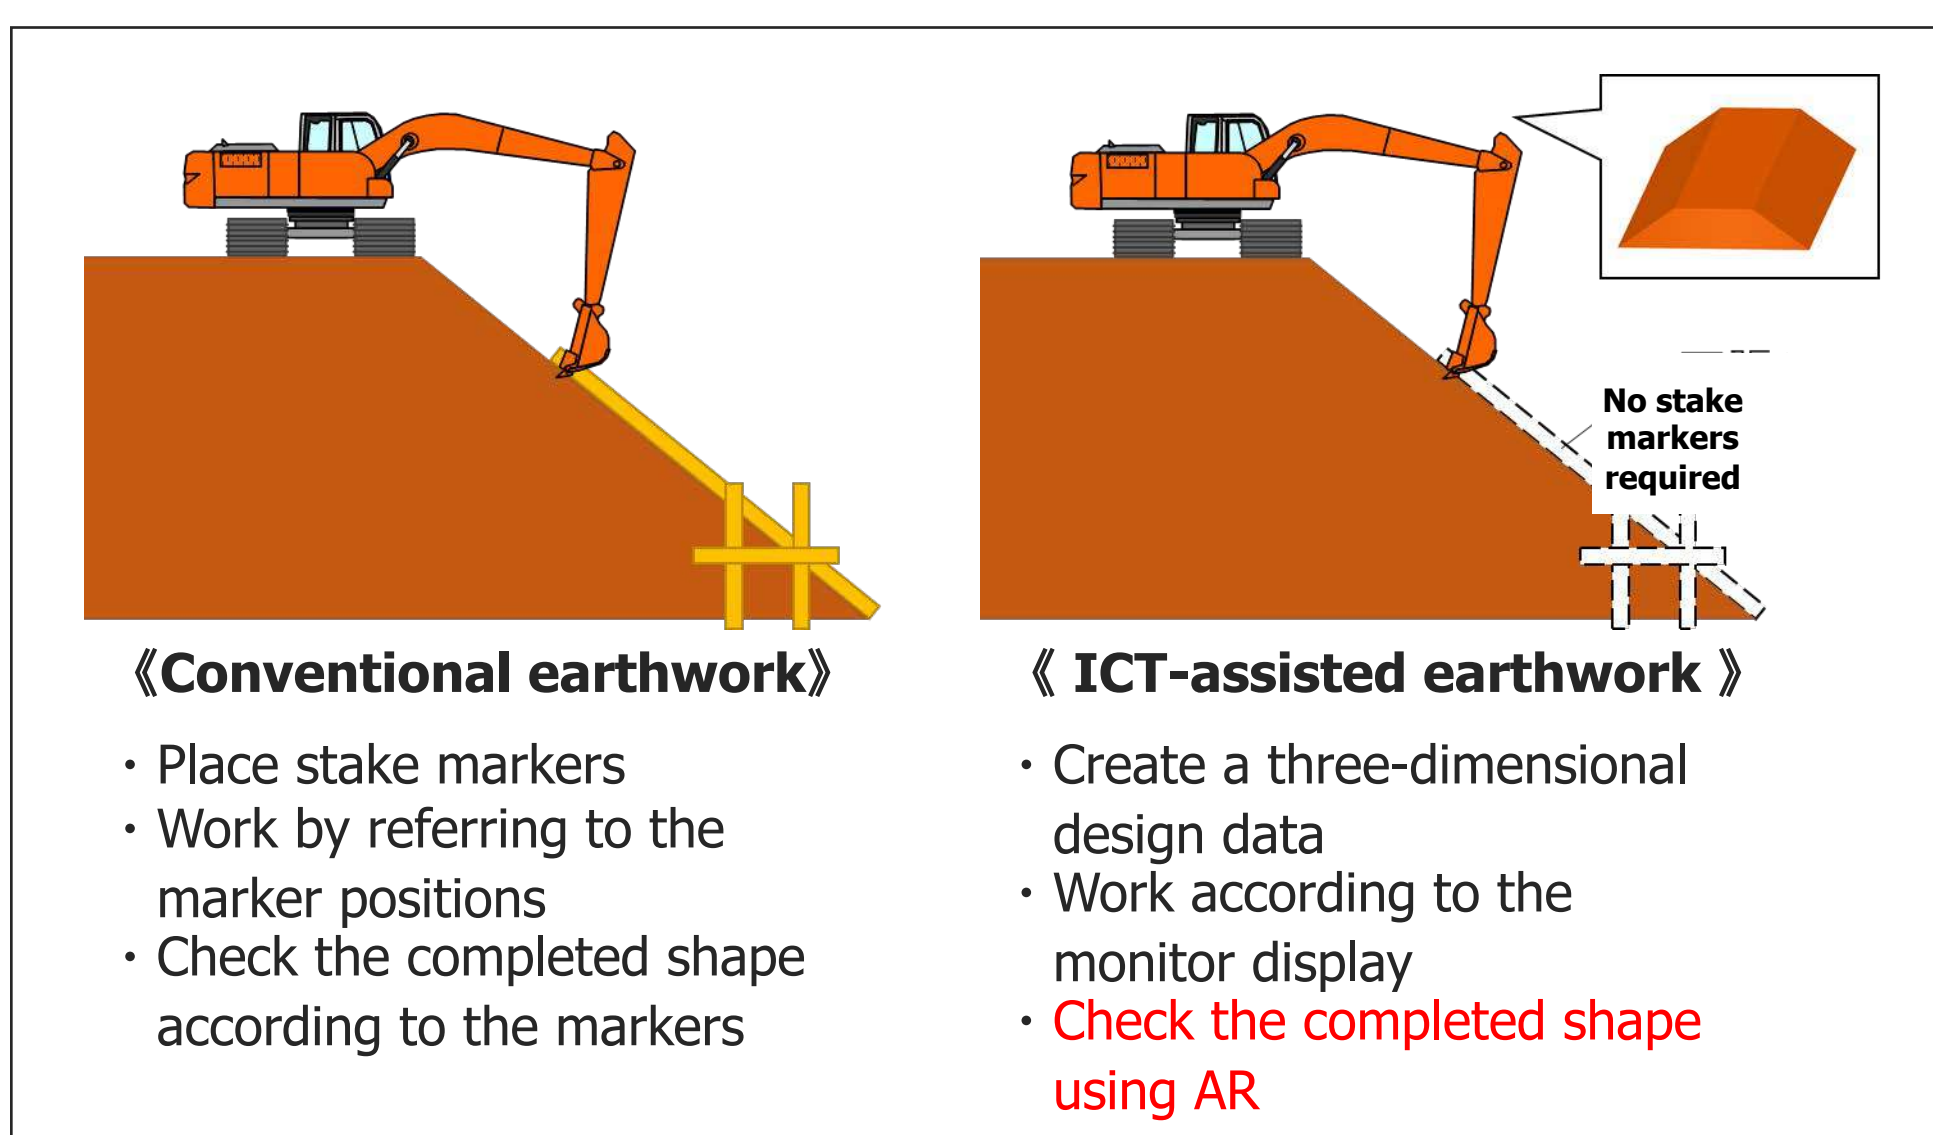 No stake
markers
required
《Conventional earthwork》
・Place stake markers
・Work by referring to the
marker positions
・Check the completed shape
according to the markers
《 ICT-assisted earthwork 》
・Create a three-dimensional
design data
・Work according to the
monitor display
・Check the completed shape
using AR